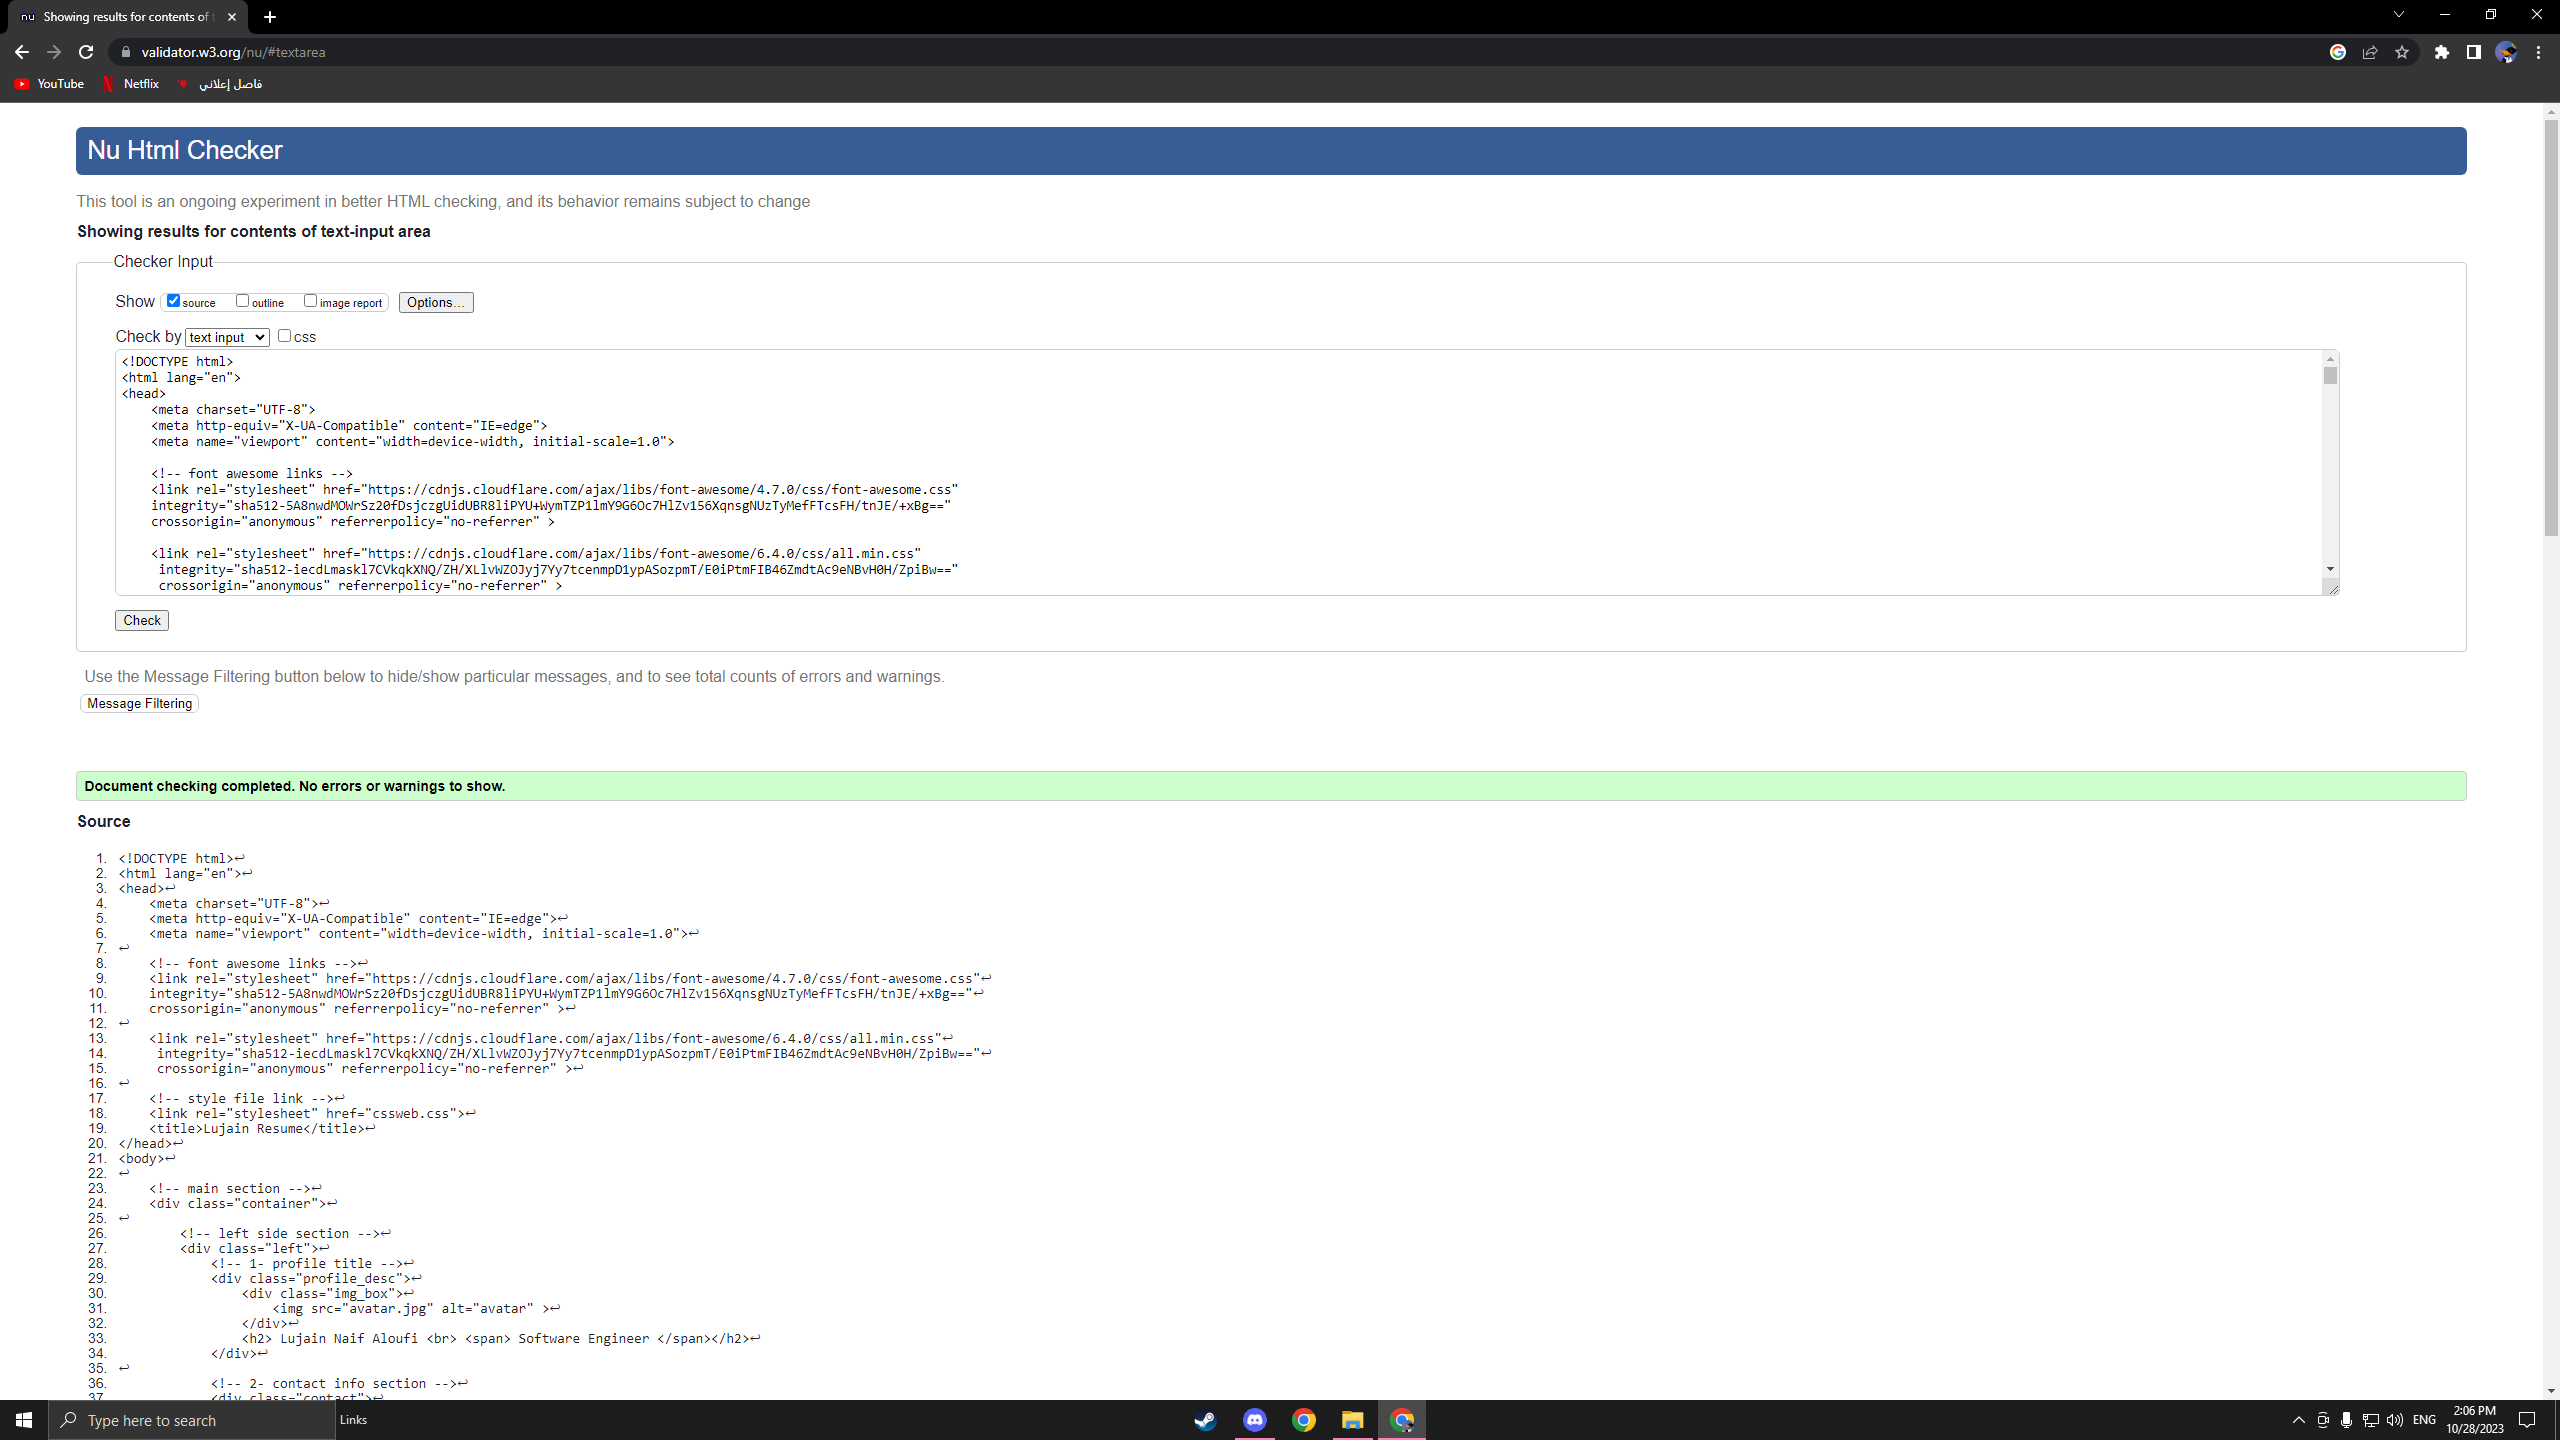 Showing results for contents of t
validator.w3.org/nu/#textarea
YouTube
Netflix
فاصل إعلاني
Nu Html Checker
This tool is an ongoing experiment in better HTML checking, and its behavior remains subject to change
Showing results for contents of text-input area
Checker Input
Show source outline image report Options...
Check by text input css
<!DOCTYPE html>
<html lang="en">
<head>
    <meta charset="UTF-8">
    <meta http-equiv="X-UA-Compatible" content="IE=edge">
    <meta name="viewport" content="width=device-width, initial-scale=1.0">
    <!-- font awesome links -->
    <link rel="stylesheet" href="https://cdnjs.cloudflare.com/ajax/libs/font-awesome/4.7.0/css/font-awesome.css"
    integrity="sha512-5A8nwdMOWrSz20fDsjczgUidUBR8liPYU+WymTZP1lmY9G6Oc7HlZv156XqnsgNUzTyMefFTcsFH/tnJE/+xBg=="
    crossorigin="anonymous" referrerpolicy="no-referrer" >
    <link rel="stylesheet" href="https://cdnjs.cloudflare.com/ajax/libs/font-awesome/6.4.0/css/all.min.css"
     integrity="sha512-iecdLmaskl7CVkqkXNQ/ZH/XLlvWZOJyj7Yy7tcenmpD1ypASozpmT/E0iPtmFIB46ZmdtAc9eNBvH0H/ZpiBw=="
     crossorigin="anonymous" referrerpolicy="no-referrer" >
Check
Use the Message Filtering button below to hide/show particular messages, and to see total counts of errors and warnings.
Message Filtering
Document checking completed. No errors or warnings to show.
Source
1. <!DOCTYPE html>↩
2. <html lang="en">↩
3. <head>↩
4.     <meta charset="UTF-8">↩
5.     <meta http-equiv="X-UA-Compatible" content="IE=edge">↩
6.     <meta name="viewport" content="width=device-width, initial-scale=1.0">↩
7. ↩
8.     <!-- font awesome links -->↩
9.     <link rel="stylesheet" href="https://cdnjs.cloudflare.com/ajax/libs/font-awesome/4.7.0/css/font-awesome.css"↩
10.     integrity="sha512-5A8nwdMOWrSz20fDsjczgUidUBR8liPYU+WymTZP1lmY9G6Oc7HlZv156XqnsgNUzTyMefFTcsFH/tnJE/+xBg=="↩
11.     crossorigin="anonymous" referrerpolicy="no-referrer" >↩
12. ↩
13.     <link rel="stylesheet" href="https://cdnjs.cloudflare.com/ajax/libs/font-awesome/6.4.0/css/all.min.css"↩
14.      integrity="sha512-iecdLmaskl7CVkqkXNQ/ZH/XLlvWZOJyj7Yy7tcenmpD1ypASozpmT/E0iPtmFIB46ZmdtAc9eNBvH0H/ZpiBw=="↩
15.      crossorigin="anonymous" referrerpolicy="no-referrer" >↩
16. ↩
17.     <!-- style file link -->↩
18.     <link rel="stylesheet" href="cssweb.css">↩
19.     <title>Lujain Resume</title>↩
20. </head>↩
21. <body>↩
22. ↩
23.     <!-- main section -->↩
24.     <div class="container">↩
25. ↩
26.         <!-- left side section -->↩
27.         <div class="left">↩
28.             <!-- 1- profile title -->↩
29.             <div class="profile_desc">↩
30.                 <div class="img_box">↩
31.                     <img src="avatar.jpg" alt="avatar" >↩
32.                 </div>↩
33.                 <h2> Lujain Naif Aloufi <br> <span> Software Engineer </span></h2>↩
34.             </div>↩
35. ↩
36.             <!-- 2- contact info section -->↩
37.             <div class="contact">↩
Type here to search
Links
ENG
2:06 PM
10/28/2023